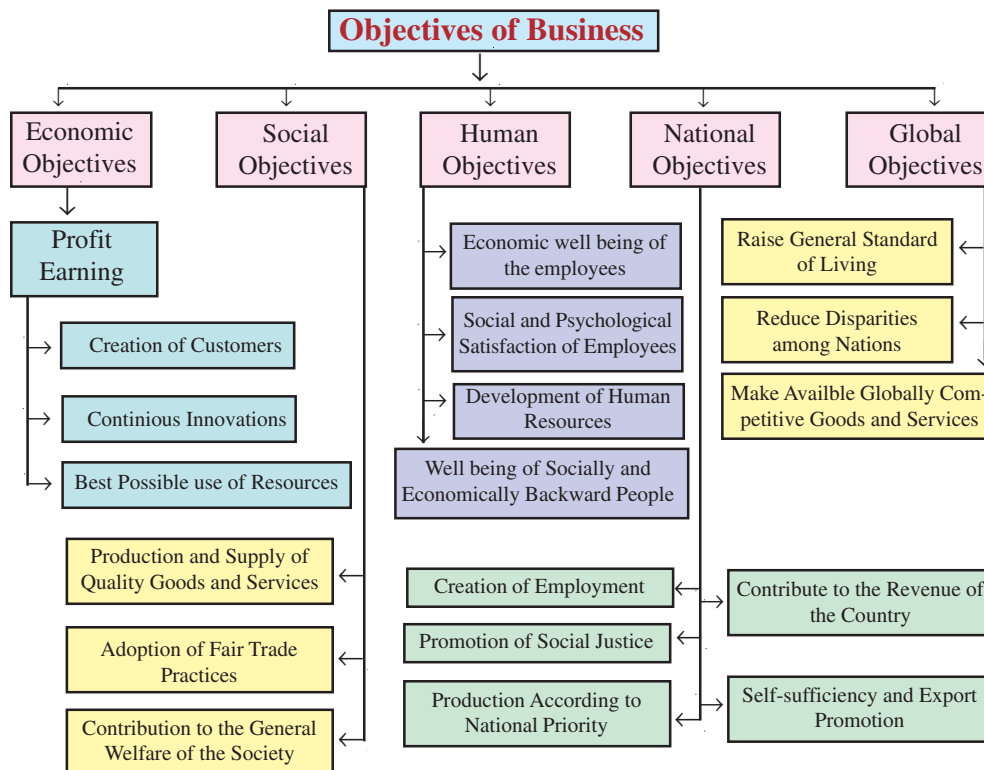 Objectives of Business
Economic
Objectives
Social
Objectives
Human
Objectives
National
Objectives
Global
Objectives
Profit
Earning
Creation of Customers
Continious Innovations
Best Possible use of Resources
Production and Supply of
Quality Goods and Services
Adoption of Fair Trade
Practices
Contribution to the General
Welfare of the Society
Economic well being of
the employees
Social and Psychological
Satisfaction of Employees
Development of Human
Resources
Well being of Socially and
Economically Backward People
Creation of Employment
Promotion of Social Justice
Production According to
National Priority
Contribute to the Revenue of
the Country
Self-sufficiency and Export
Promotion
Raise General Standard
of Living
Reduce Disparities
among Nations
Make Availble Globally Com-
petitive Goods and Services